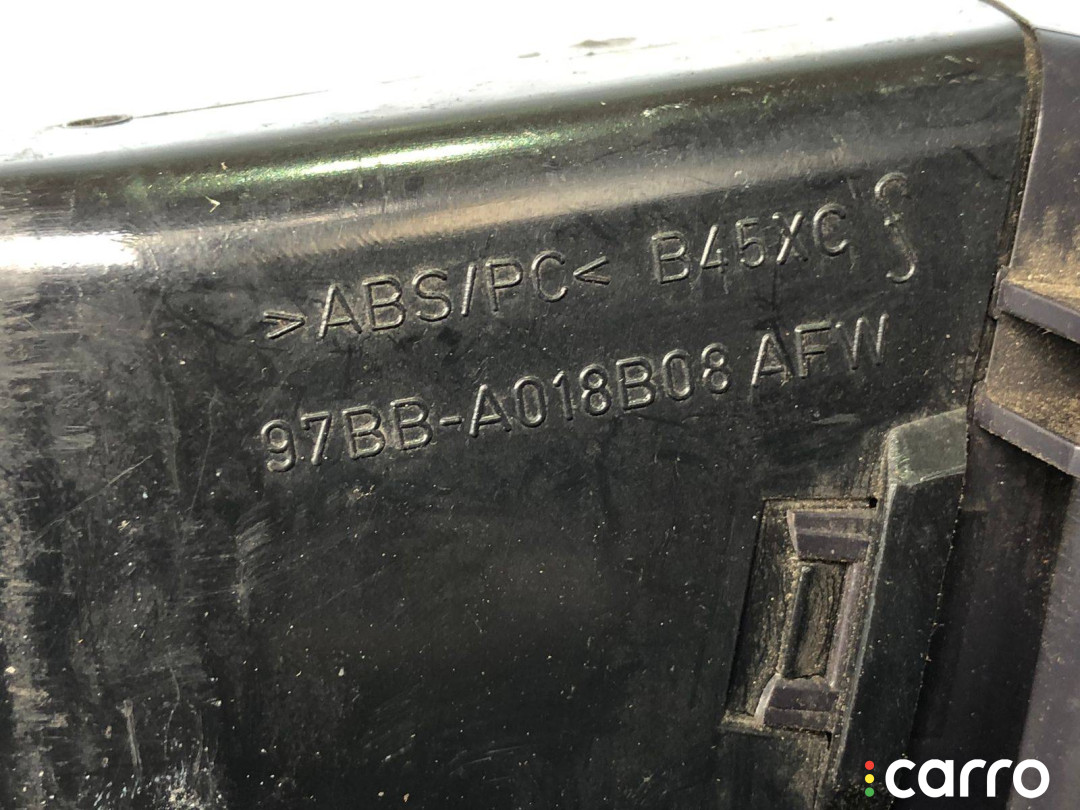 >ABS/PC< B45XC
97BB-A018B08 AFW
carro